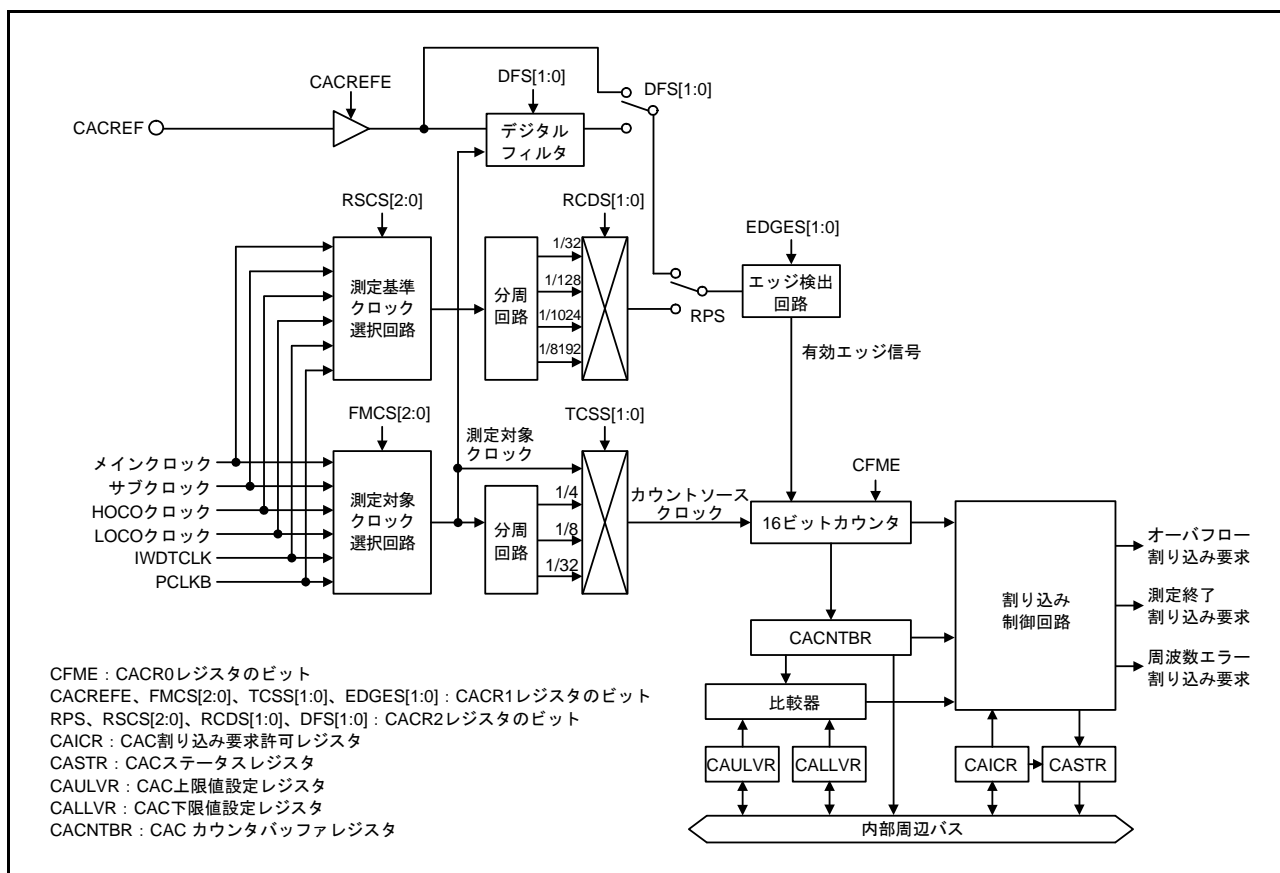 CACREFE
DFS[1:0]
DFS[1:0]
CACREF
デジタル
フィルタ
RSCS[2:0]
RCDS[1:0]
EDGES[1:0]
測定基準
クロック
選択回路
分周
回路
1/32
1/128
1/1024
1/8192
RPS
エッジ検出
回路
有効エッジ信号
FMCS[2:0]
TCSS[1:0]
測定対象
クロック
CFME
メインクロック
サブクロック
HOCOクロック
LOCOクロック
IWDTCLK
PCLKB
測定対象
クロック
選択回路
分周
回路
1/4
1/8
1/32
カウントソース
クロック
16ビットカウンタ
割り込み
制御回路
オーバフロー
割り込み要求
測定終了
割り込み要求
周波数エラー
割り込み要求
CACNTBR
比較器
CAULVR
CALLVR
CAICR
CASTR
内部周辺バス
CFME：CACR0レジスタのビット
CACREFE、FMCS[2:0]、TCSS[1:0]、EDGES[1:0]：CACR1レジスタのビット
RPS、RSCS[2:0]、RCDS[1:0]、DFS[1:0]：CACR2レジスタのビット
CAICR：CAC割り込み要求許可レジスタ
CASTR：CACステータスレジスタ
CAULVR：CAC上限値設定レジスタ
CALLVR：CAC下限値設定レジスタ
CACNTBR：CAC カウンタバッファレジスタ